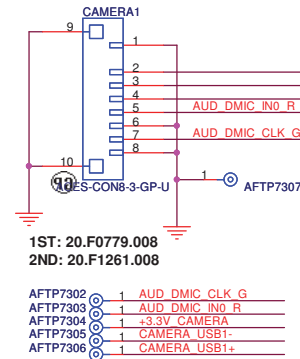 CAMERA1
9
1
2
3
4
5 AUD_DMIC_IN0_R
6
7 AUD_DMIC_CLK_G
8
10
1 AFTP7307
ES-CON8-3-GP-U
1ST: 20.F0779.008
2ND: 20.F1261.008
AFTP7302 1 AUD_DMIC_CLK_G
AFTP7303 1 AUD_DMIC_IN0_R
AFTP7304 1 +3.3V_CAMERA
AFTP7305 1 CAMERA_USB1-
AFTP7306 1 CAMERA_USB1+